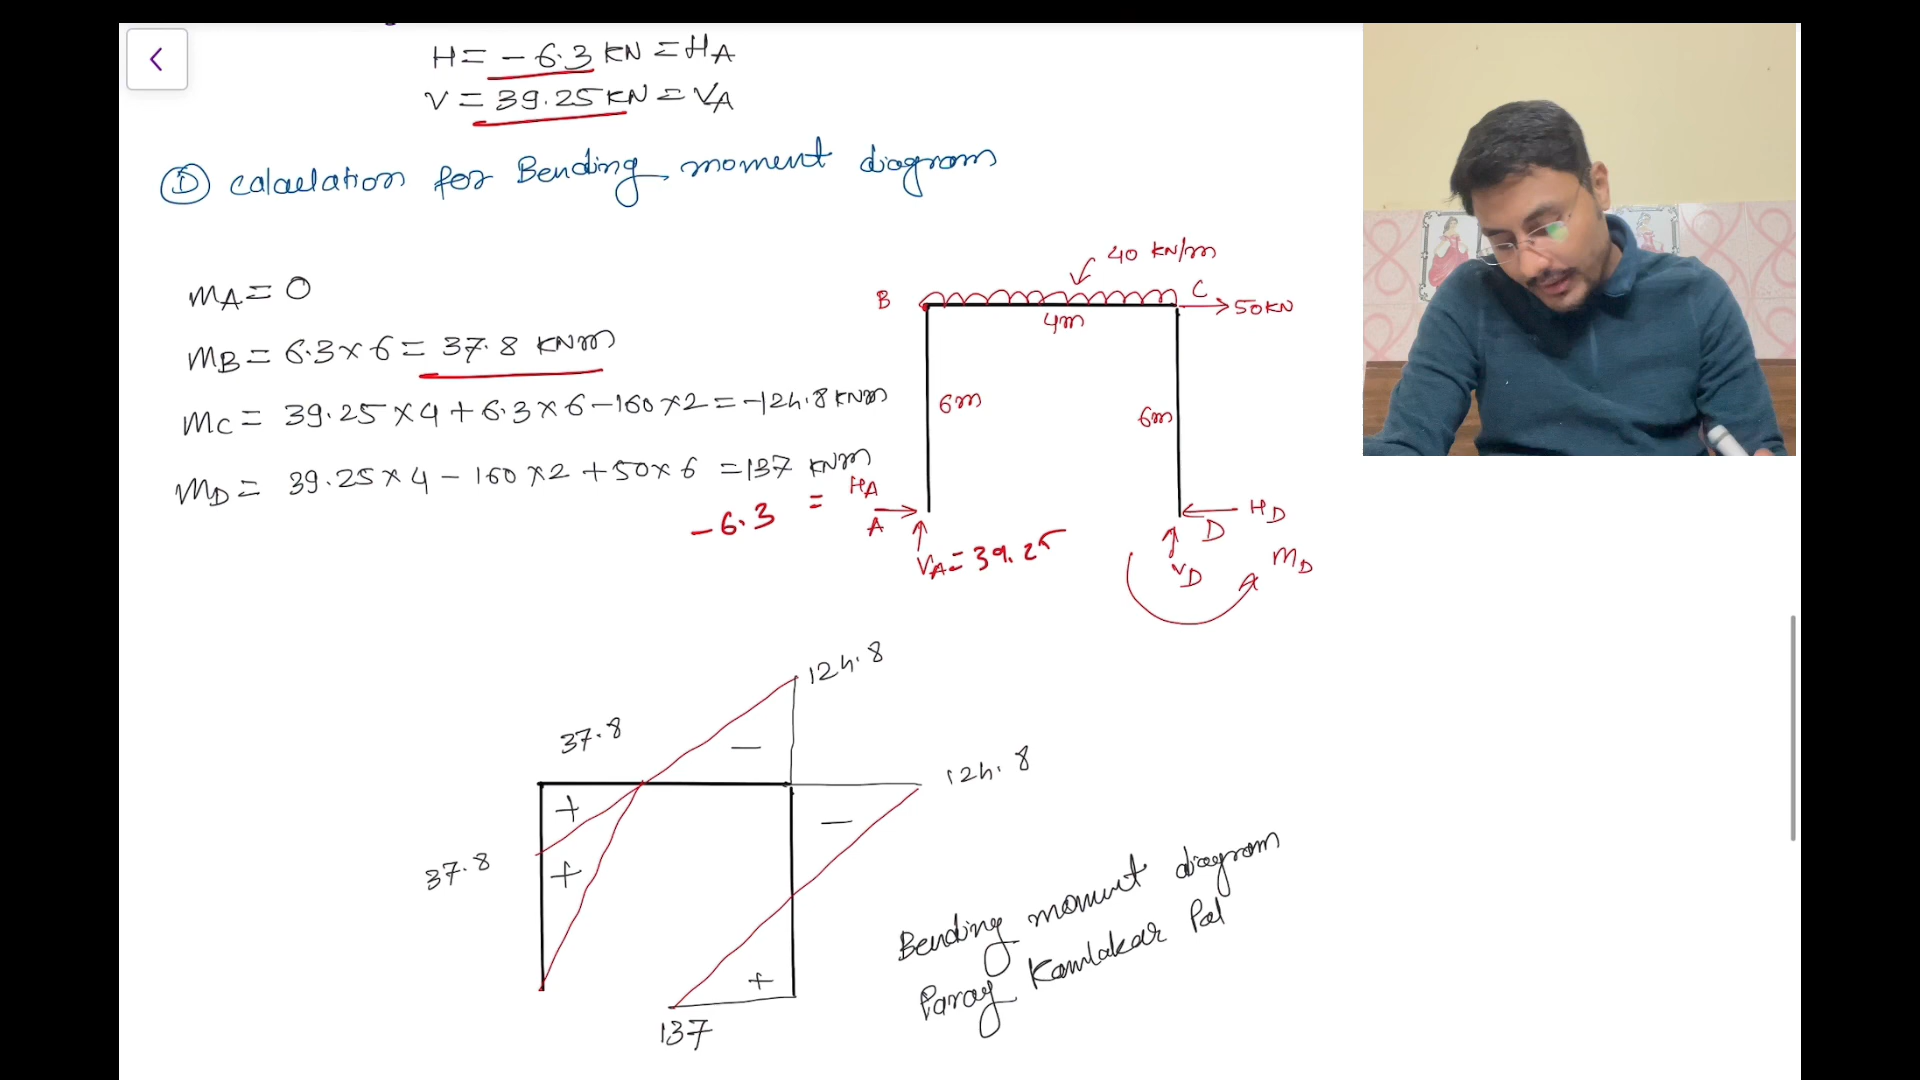 H = - 6.3 KN = HA
V = 39.25 KN = VA
D calculation for Bending moment diagram
MA = 0
MB = 6.3 x 6 = 37.8 KNm
MC = 39.25 x 4 + 6.3 x 6 - 160 x 2 = -124.8 KNm
MD = 39.25 x 4 - 160 x 2 + 50 x 6 = 137 KNm
40 KN/m
B
C
50KN
4m
6m
6m
-6.3 = HA
A
VA = 39.25
HD
D
VD
MD
124.8
37.8
-
124.8
+
-
37.8
+
+
137
Bending moment diagram
Parag Kamlakar Pal